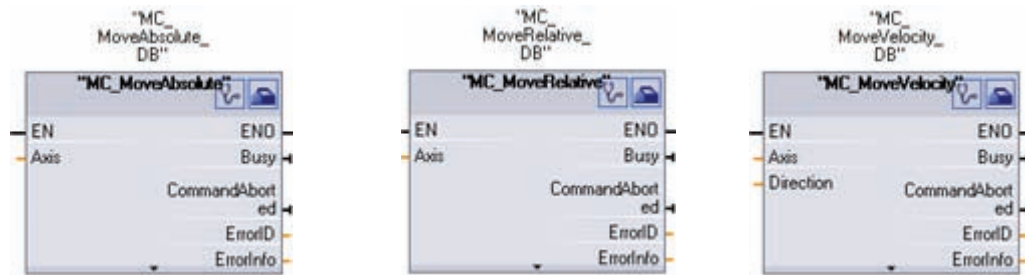 "MC_
MoveAbsolute_
DB"
"MC_MoveAbsolute"
EN
ENO
Axis
Busy
CommandAbort
ed
ErrorID
ErrorInfo
"MC_
MoveRelative_
DB"
"MC_MoveRelative"
EN
ENO
Axis
Busy
CommandAbort
ed
ErrorID
ErrorInfo
"MC_
MoveVelocity_
DB"
"MC_MoveVelocity"
EN
ENO
Axis
Busy
Direction
CommandAbort
ed
ErrorID
ErrorInfo